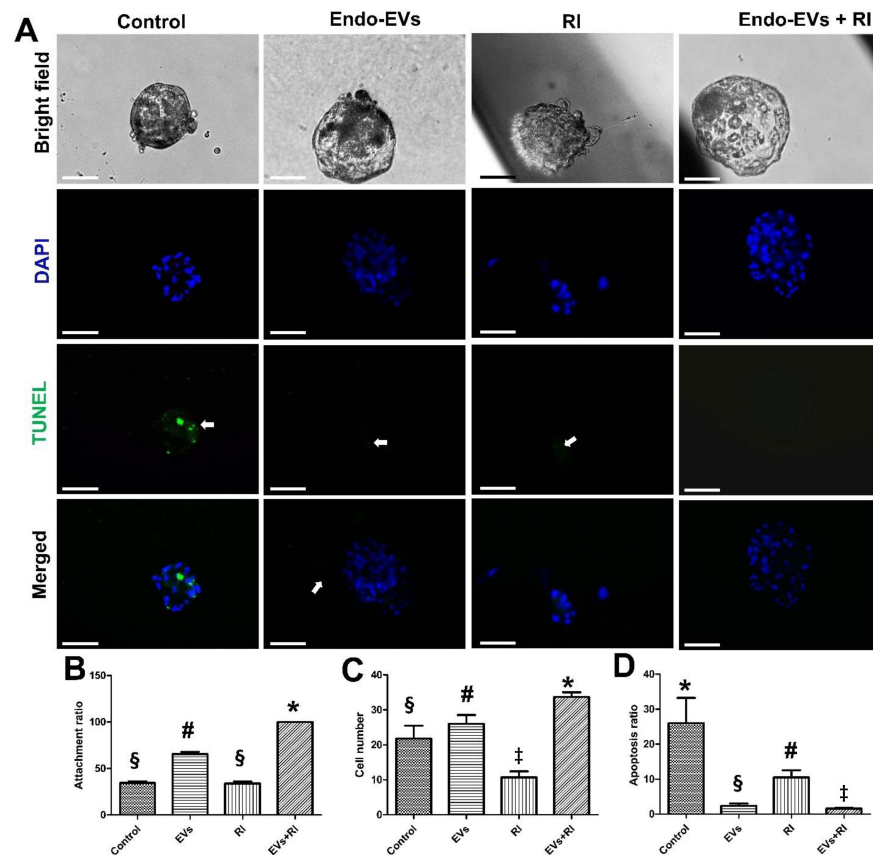 A
Control
Endo-EVs
RI
Endo-EVs + RI
Bright field
DAPI
TUNEL
Merged
B
Attachment ratio
150
100
50
0
§
#
§
*
Control
EVs
RI
EVs+RI
C
Cell number
40
30
20
10
0
§
#
‡
*
Control
EVs
RI
EVs+RI
D
Apoptosis ratio
40
30
20
10
0
*
§
#
‡
Control
EVs
RI
EVs+RI